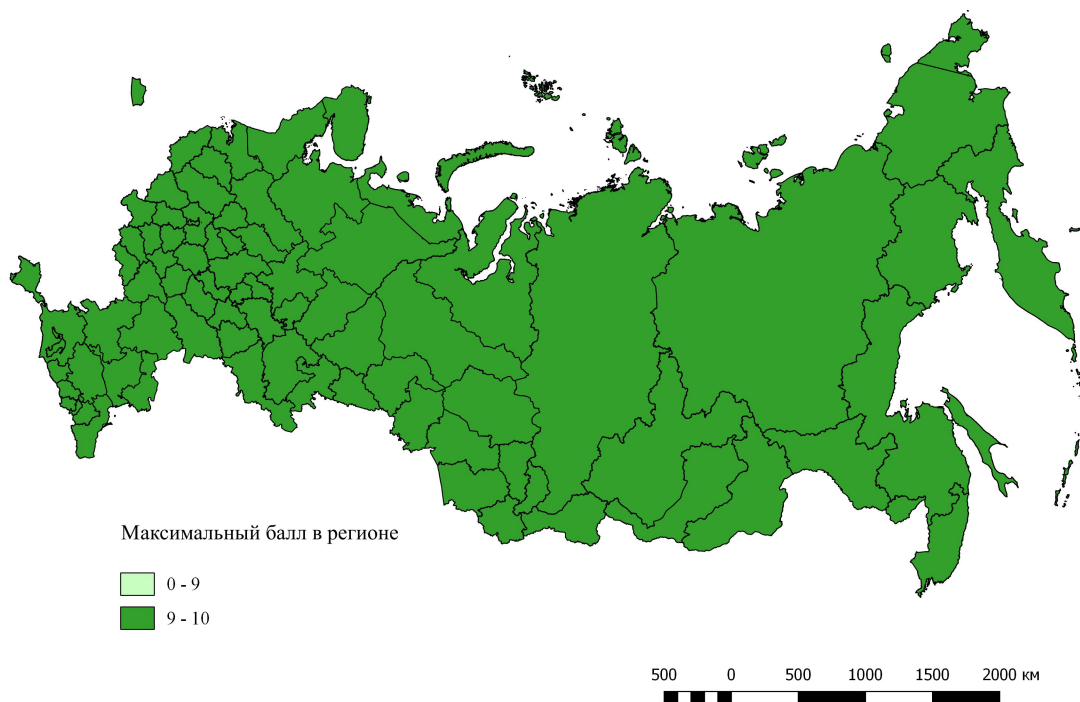 Максимальный балл в регионе
0 - 9
9 - 10
500 0 500 1000 1500 2000 км